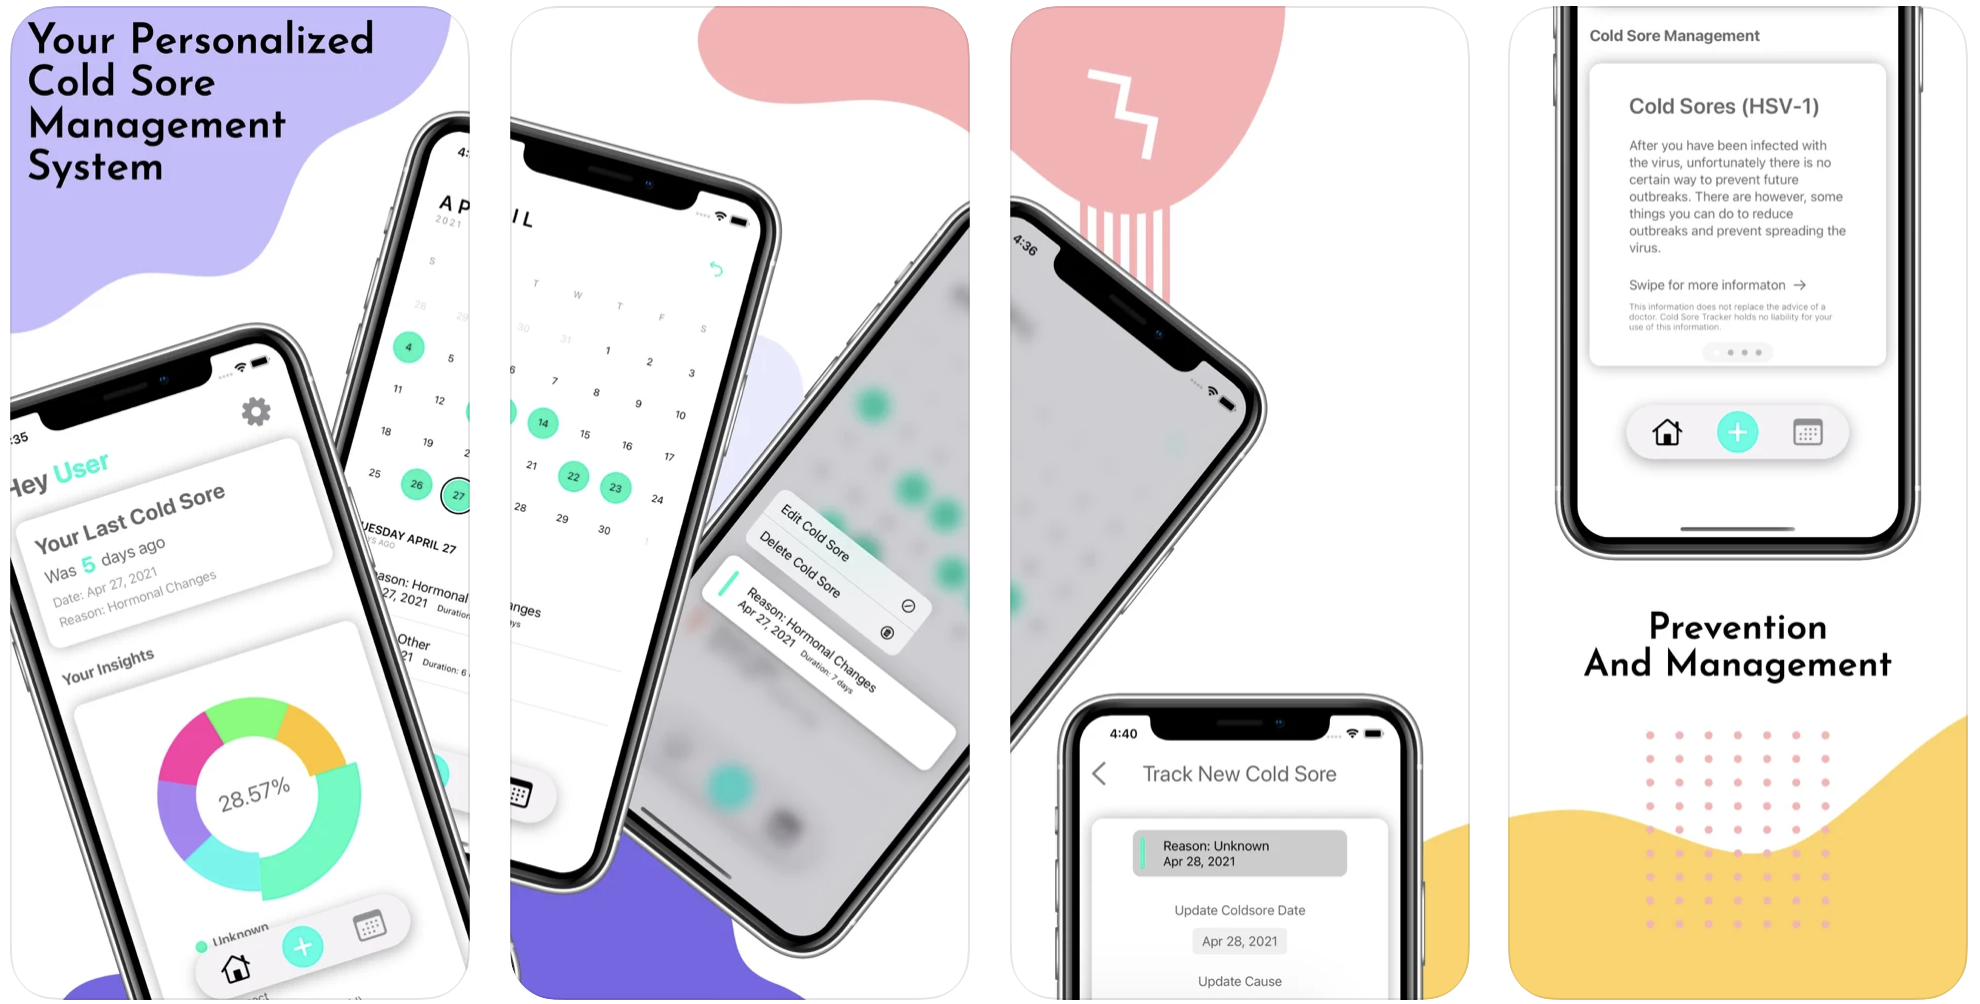 Your Personalized
Cold Sore
Management
System
:35
Hey User
Your Last Cold Sore
Was 5 days ago
Date: Apr 27, 2021
Reason: Hormonal Changes
Your Insights
28.57%
Unknown
4:
AP
2021
S
28 29
4 5
11 12
18 19 2
25 26 27
UESDAY APRIL 27
YS AGO
ason: Hormonal
27, 2021 Duration
Other
21 Duration: 6
IL
T W T F S
30 31 1 2 3
6 7 8 9 10
14 15 16 17
21 22 23 24
28 29 30 1
anges
ays
Edit Cold Sore
Delete Cold Sore
Reason: Hormonal Changes
Apr 27, 2021 Duration: 7 days
4:36
4:40
Track New Cold Sore
Reason: Unknown
Apr 28, 2021
Update Coldsore Date
Apr 28, 2021
Update Cause
Cold Sore Management
Cold Sores (HSV-1)
After you have been infected with
the virus, unfortunately there is no
certain way to prevent future
outbreaks. There are however, some
things you can do to reduce
outbreaks and prevent spreading the
virus.
Swipe for more informaton →
This information does not replace the advice of a
doctor. Cold Sore Tracker holds no liability for your
use of this information.
Prevention
And Management